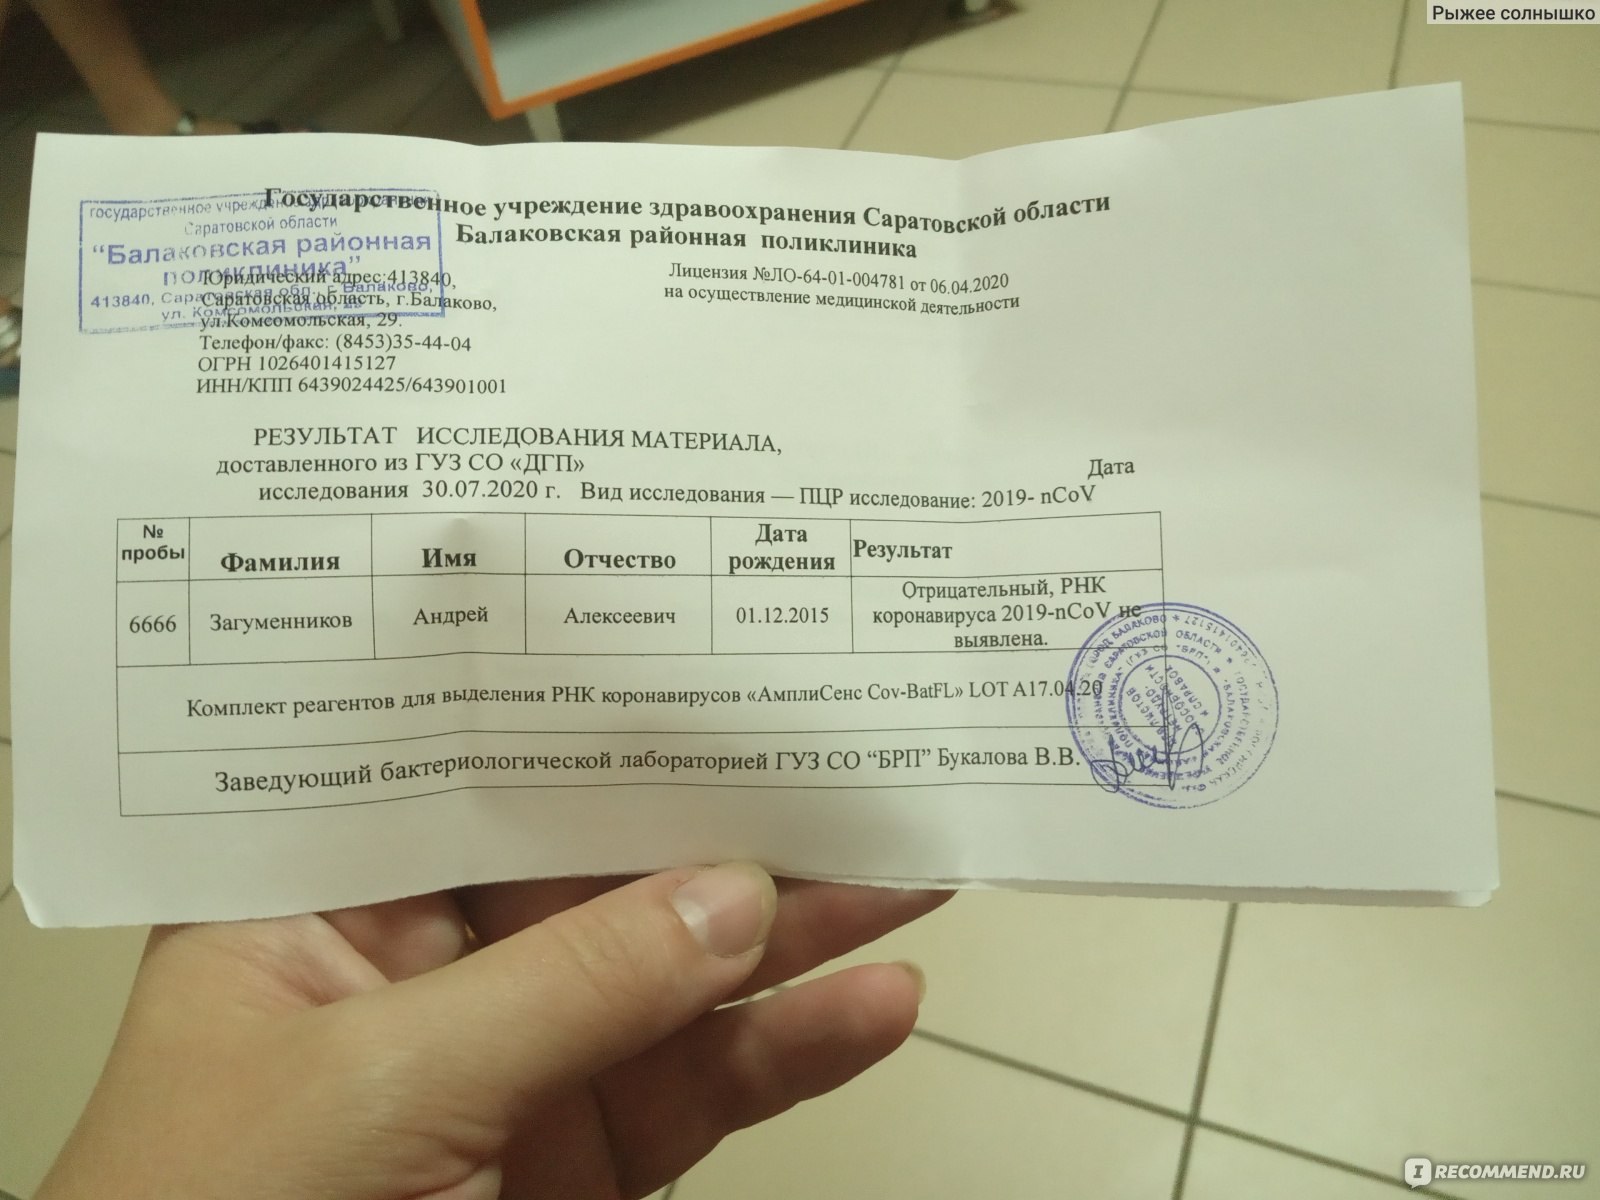 Рыжее солнышко
Государственное учреждение здравоохранения Саратовской области
Балаковская районная поликлиника
государственное учреждение
Саратовской области
“Балаковская районная
поликлиника”
413840, Саратовская обл., г. Балаково,
ул. Комсомольская, 29
Юридический адрес:413840,
Саратовская область, г.Балаково,
ул.Комсомольская, 29.
Телефон/факс: (8453)35-44-04
ОГРН 1026401415127
ИНН/КПП 6439024425/643901001
Лицензия №ЛО-64-01-004781 от 06.04.2020
на осуществление медицинской деятельности
РЕЗУЛЬТАТ ИССЛЕДОВАНИЯ МАТЕРИАЛА,
доставленного из ГУЗ СО «ДГП» Дата
исследования 30.07.2020 г. Вид исследования — ПЦР исследование: 2019- nCoV
№ пробы Фамилия Имя Отчество Дата рождения Результат
6666 Загуменников Андрей Алексеевич 01.12.2015 Отрицательный, РНК
коронавируса 2019-nCoV не
выявлена.
Комплект реагентов для выделения РНК коронавирусов «АмплиСенс Cov-BatFL» LOT A17.04.20
Заведующий бактериологической лабораторией ГУЗ СО “БРП” Букалова В.В.
IRECOMMEND.RU